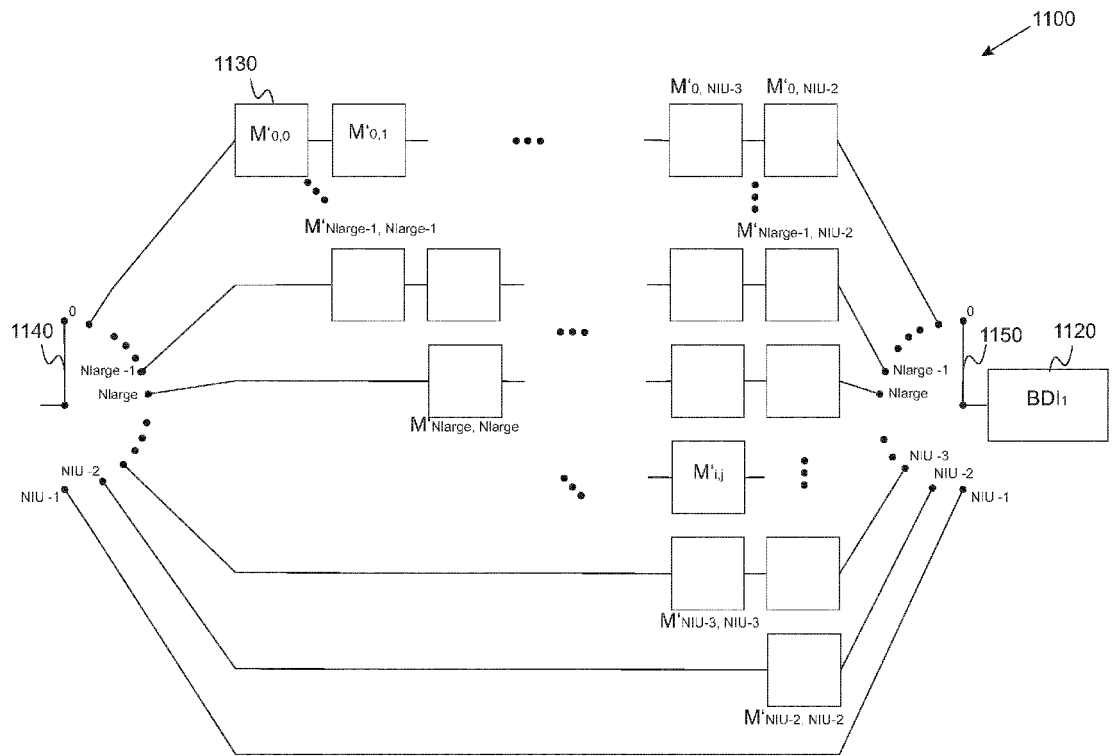 1100
1130
M'0,0
M'0,1
M'0, NIU-3
M'0, NIU-2
M'Nlarge-1, Nlarge-1
M'Nlarge-1, NIU-2
1140
0
Nlarge -1
Nlarge
0
1150
1120
Nlarge -1
Nlarge
BDI1
M'Nlarge, Nlarge
M'i,j
NIU -2
NIU -1
NIU -3
NIU -2
NIU -1
M'NIU-3, NIU-3
M'NIU-2, NIU-2